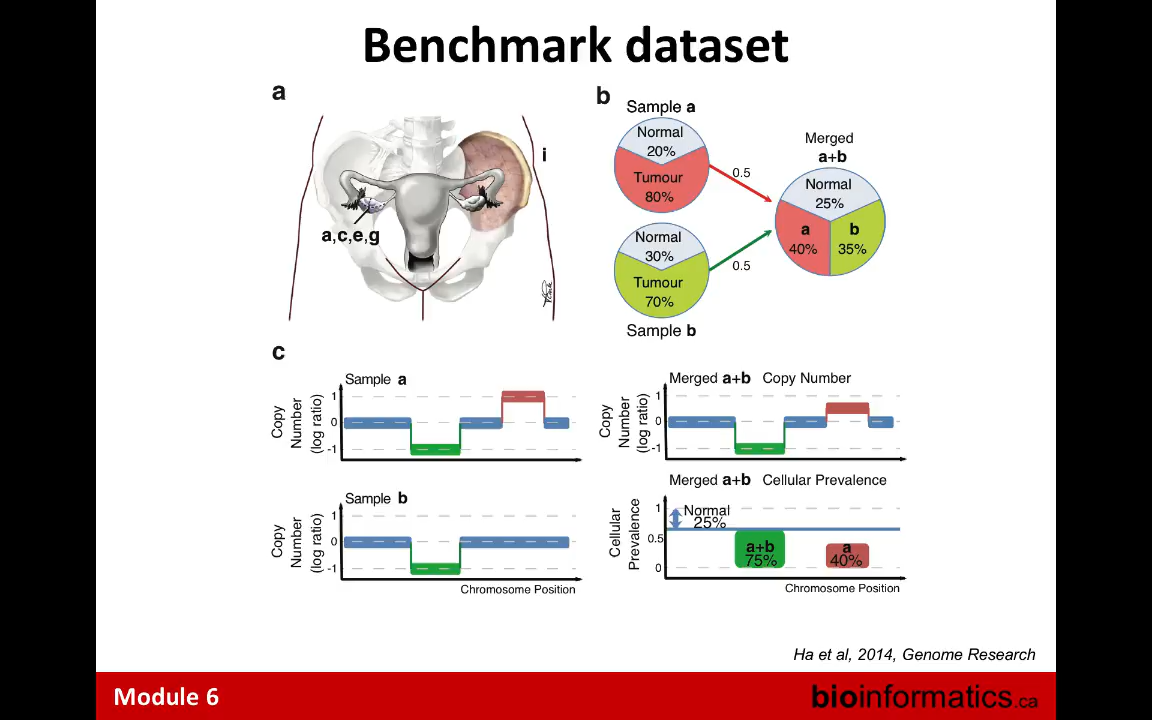 Benchmark dataset
a
i
a,c,e,g
b
Sample a
Normal
20%
Tumour
80%
0.5
Normal
30%
Tumour
70%
Sample b
0.5
Merged
a+b
Normal
25%
a
40%
b
35%
c
Sample a
Copy
Number
(log ratio)
1
0
-1
Sample b
Copy
Number
(log ratio)
1
0
-1
Chromosome Position
Merged a+b Copy Number
Copy
Number
(log ratio)
1
0
-1
Merged a+b Cellular Prevalence
Cellular
Prevalence
1
0.5
0
Normal
25%
a+b
75%
a
40%
Chromosome Position
Ha et al, 2014, Genome Research
Module 6
bioinformatics.ca